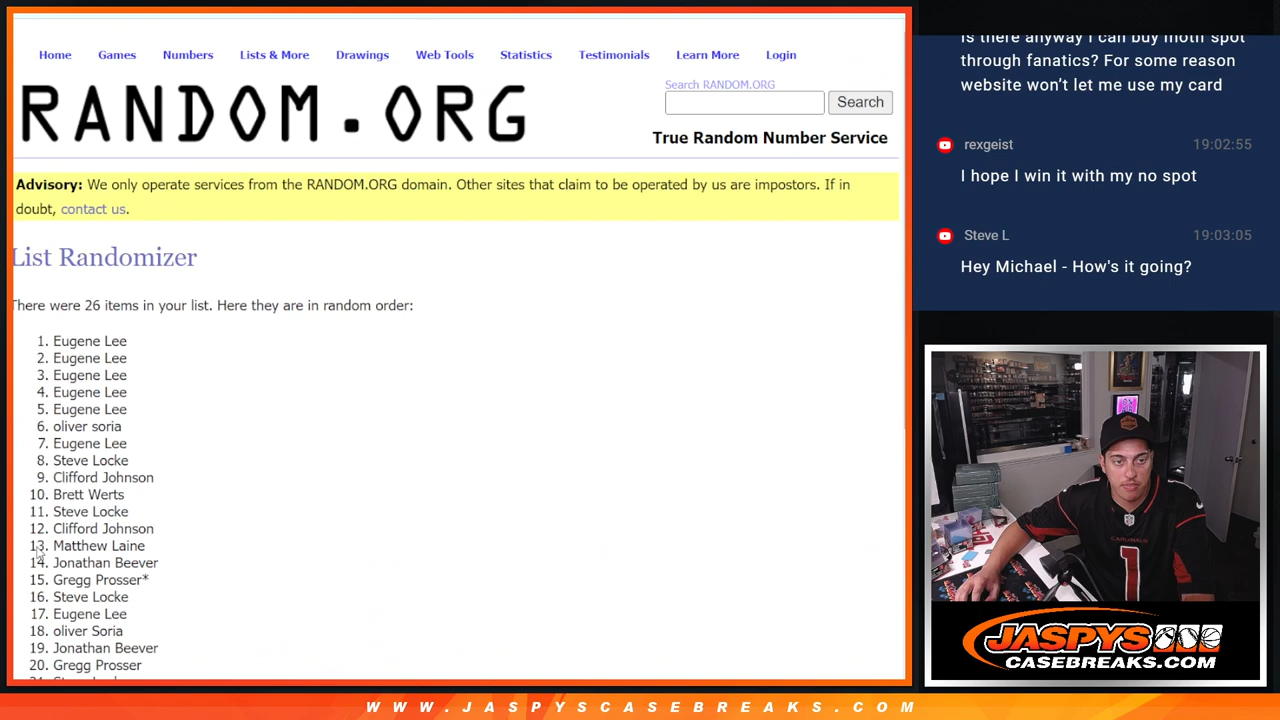 Home Games Numbers Lists & More Drawings Web Tools Statistics Testimonials Learn More Login
RANDOM.ORG
Search RANDOM.ORG
Search
True Random Number Service
Advisory: We only operate services from the RANDOM.ORG domain. Other sites that claim to be operated by us are impostors. If in
doubt, contact us.
List Randomizer
There were 26 items in your list. Here they are in random order:
1. Eugene Lee
2. Eugene Lee
3. Eugene Lee
4. Eugene Lee
5. Eugene Lee
6. oliver soria
7. Eugene Lee
8. Steve Locke
9. Clifford Johnson
10. Brett Werts
11. Steve Locke
12. Clifford Johnson
13. Matthew Laine
14. Jonathan Beever
15. Gregg Prosser*
16. Steve Locke
17. Eugene Lee
18. oliver Soria
19. Jonathan Beever
20. Gregg Prosser
is there anyway I can buy moth spot
through fanatics? For some reason
website won't let me use my card
rexgeist 19:02:55
I hope I win it with my no spot
Steve L 19:03:05
Hey Michael - How's it going?
CARDINALS
1
JASPYS
CASEBREAKS.COM
WWW.JASPYSCASEBREAKS.COM